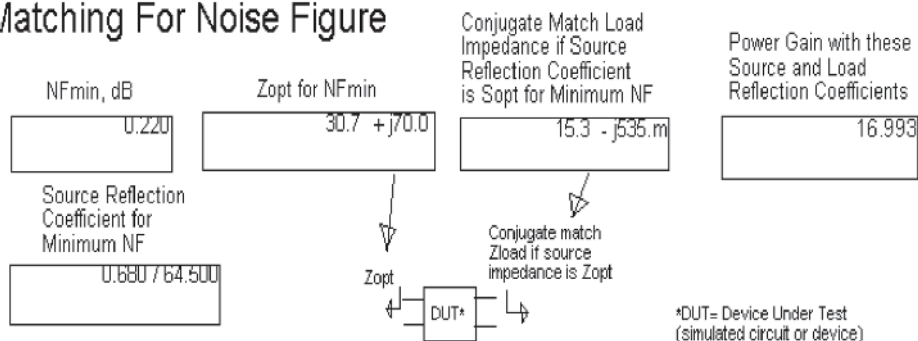 Matching For Noise Figure
NFmin, dB
0.220
Zopt for NFmin
30.7 + j70.0
Conjugate Match Load
Impedance if Source
Reflection Coefficient
is Sopt for Minimum NF
15.3 - j535.m
Power Gain with these
Source and Load
Reflection Coefficients
16.993
Source Reflection
Coefficient for
Minimum NF
0.680 / 64.500
Zopt
DUT*
Conjugate match
Zload if source
impedance is Zopt
*DUT= Device Under Test
(simulated circuit or device)